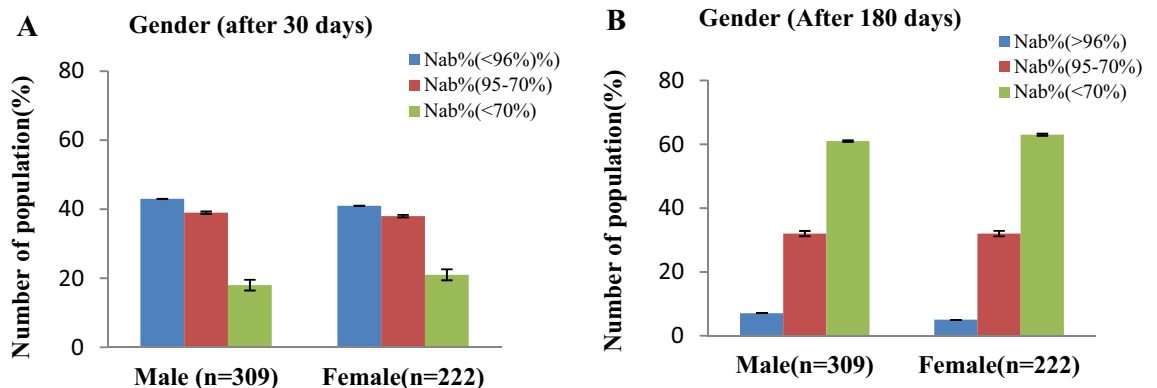 A
Gender (after 30 days)
Nab%(<96%)%)
Nab%(95-70%)
Nab%(<70%)
Number of population(%)
80
60
40
20
0
Male (n=309)
Female(n=222)
B
Gender (After 180 days)
Nab%(>96%)
Nab%(95-70%)
Nab%(<70%)
Number of population(%)
80
60
40
20
0
Male(n=309)
Female(n=222)